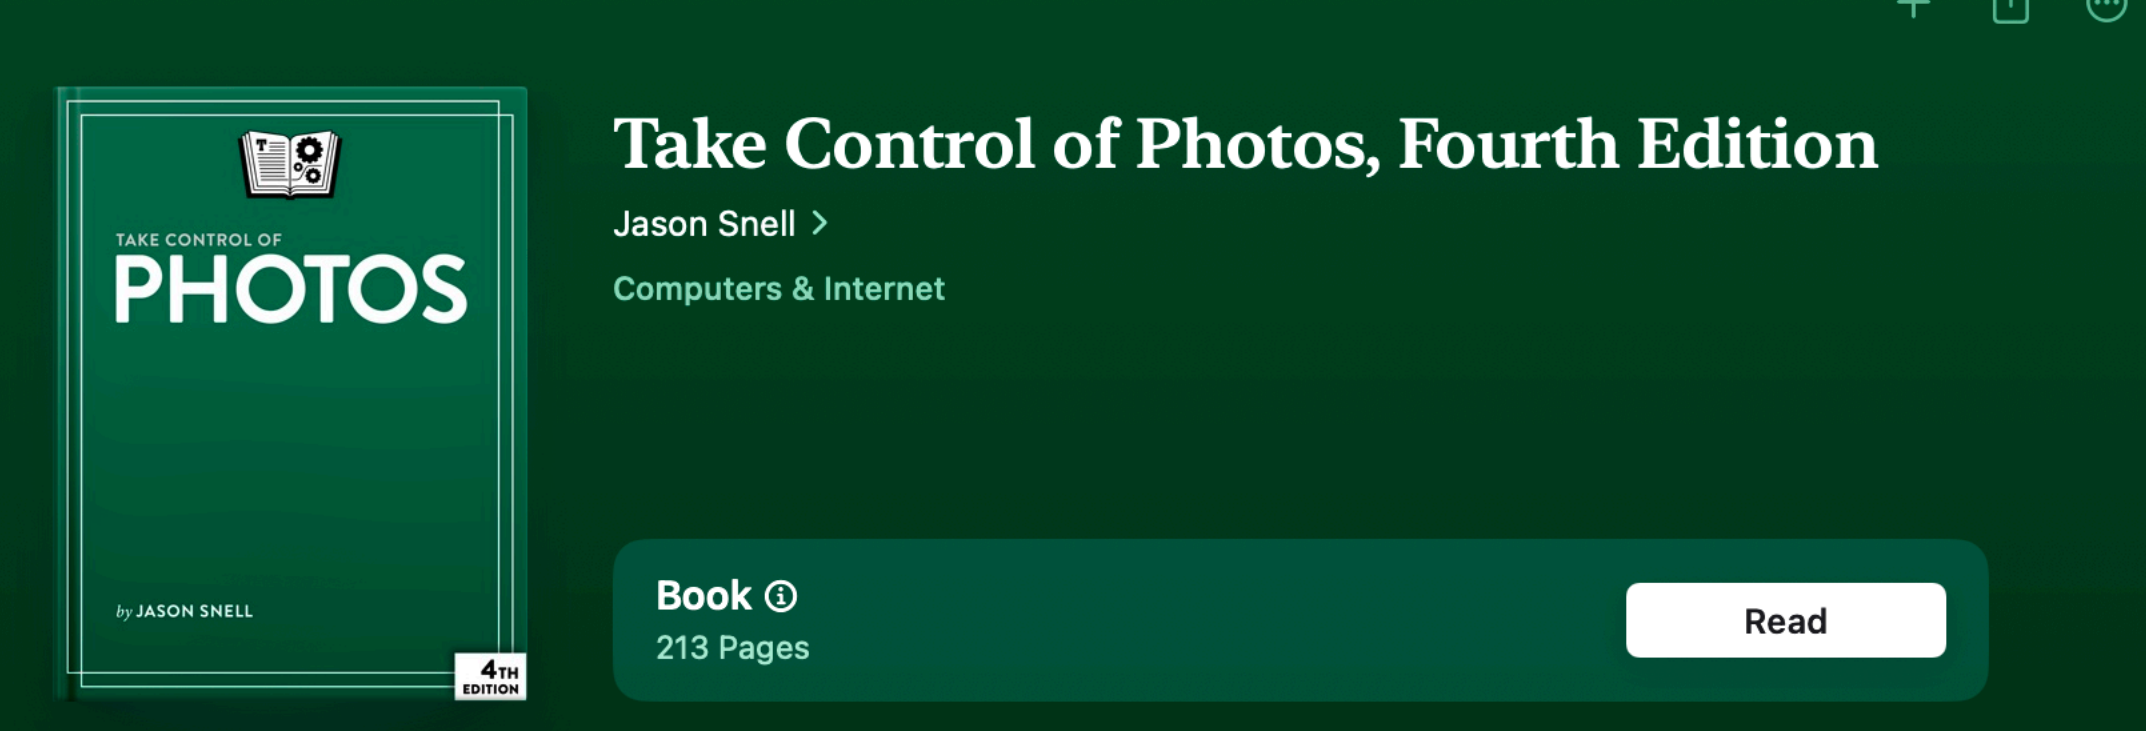 TAKE CONTROL OF
PHOTOS
by JASON SNELL
4TH
EDITION
Take Control of Photos, Fourth Edition
Jason Snell
Computers & Internet
Book
213 Pages
Read